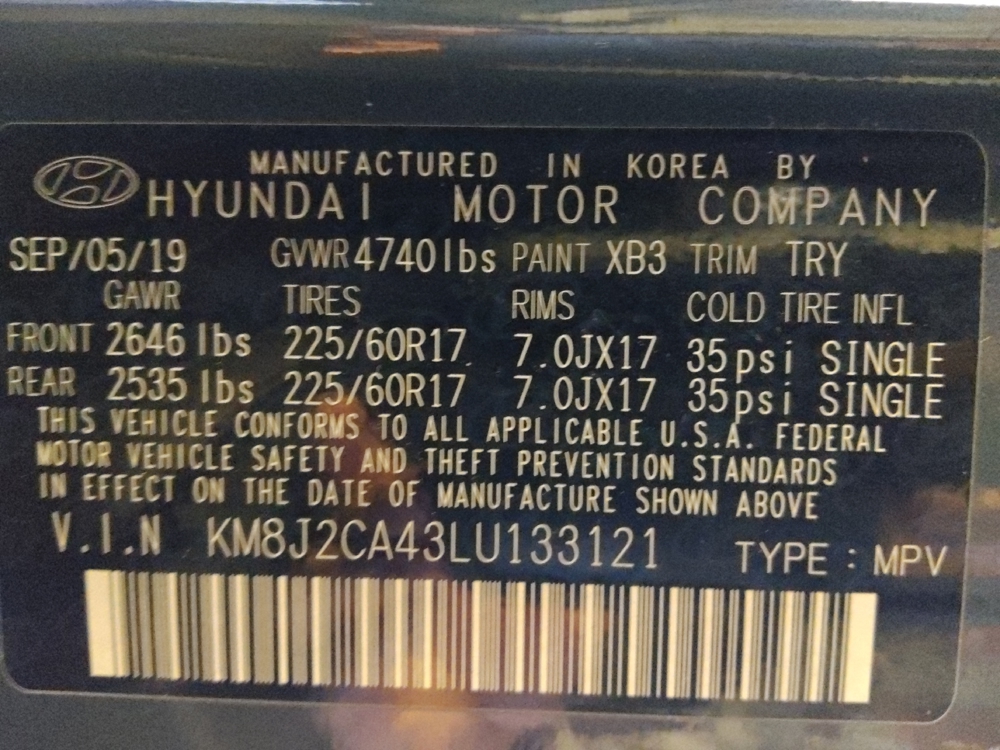 MANUFACTURED IN KOREA BY
HYUNDAI MOTOR COMPANY
SEP/05/19 GVWR 4740lbs PAINT XB3 TRIM TRY
GAWR TIRES RIMS COLD TIRE INFL
FRONT 2646 lbs 225/60R17 7.0JX17 35psi SINGLE
REAR 2535 lbs 225/60R17 7.0JX17 35psi SINGLE
THIS VEHICLE CONFORMS TO ALL APPLICABLE U.S.A. FEDERAL
MOTOR VEHICLE SAFETY AND THEFT PREVENTION STANDARDS
IN EFFECT ON THE DATE OF MANUFACTURE SHOWN ABOVE
V.I.N KM8J2CA43LU133121 TYPE : MPV